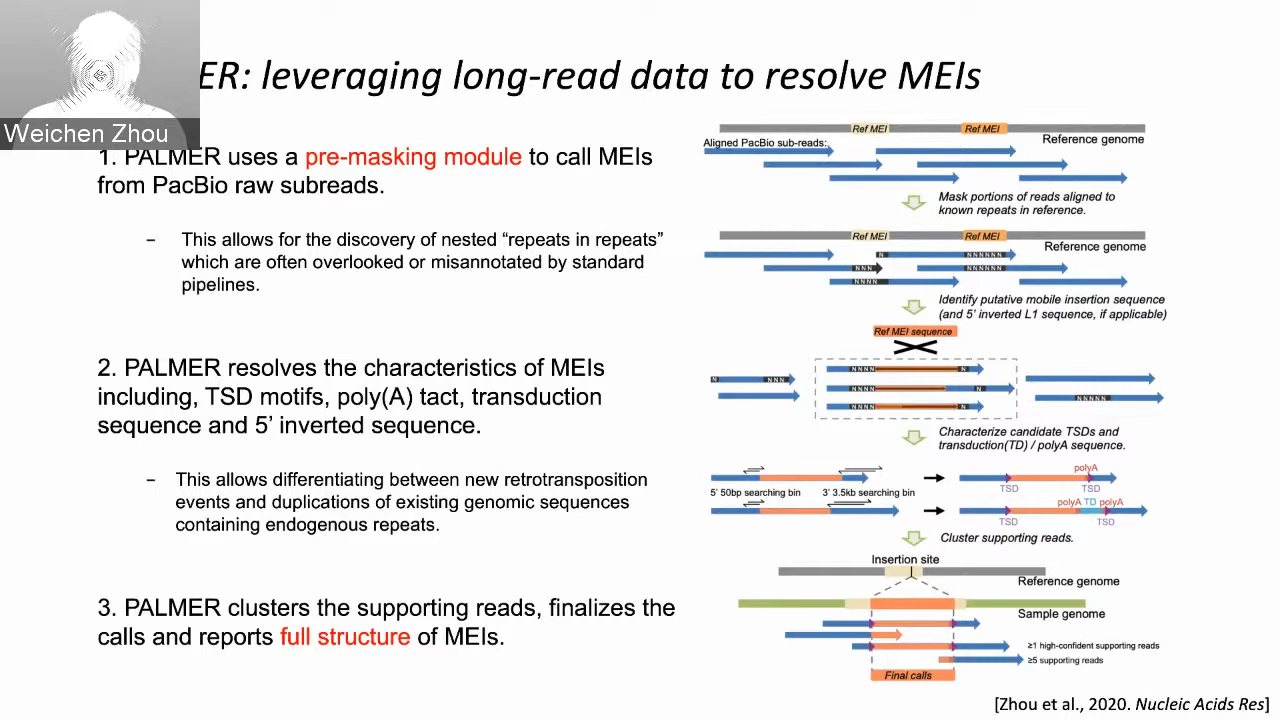 ER: leveraging long-read data to resolve MEIs
Weichen Zhou
1. PALMER uses a pre-masking module to call MEIs
from PacBio raw subreads.
– This allows for the discovery of nested “repeats in repeats”
which are often overlooked or misannotated by standard
pipelines.
2. PALMER resolves the characteristics of MEIs
including, TSD motifs, poly(A) tact, transduction
sequence and 5’ inverted sequence.
– This allows differentiating between new retrotransposition
events and duplications of existing genomic sequences
containing endogenous repeats.
3. PALMER clusters the supporting reads, finalizes the
calls and reports full structure of MEIs.
Ref MEI Ref MEI
Reference genome
Aligned PacBio sub-reads:
Mask portions of reads aligned to
known repeats in reference.
Ref MEI Ref MEI
Reference genome
N NNNNNN
NNN
NNNN
Identify putative mobile insertion sequence
(and 5’ inverted L1 sequence, if applicable)
Ref MEI sequence
NNNN N
N NNN
NNNN N
NNNNN
NNNN N
Characterize candidate TSDs and
transduction(TD) / polyA sequence.
polyA
5’ 50bp searching bin 3’ 3.5kb searching bin TSD TSD
polyA TD polyA
TSD TSD
Cluster supporting reads.
Insertion site
Reference genome
Sample genome
≥1 high-confident supporting reads
≥5 supporting reads
Final calls
[Zhou et al., 2020. Nucleic Acids Res]